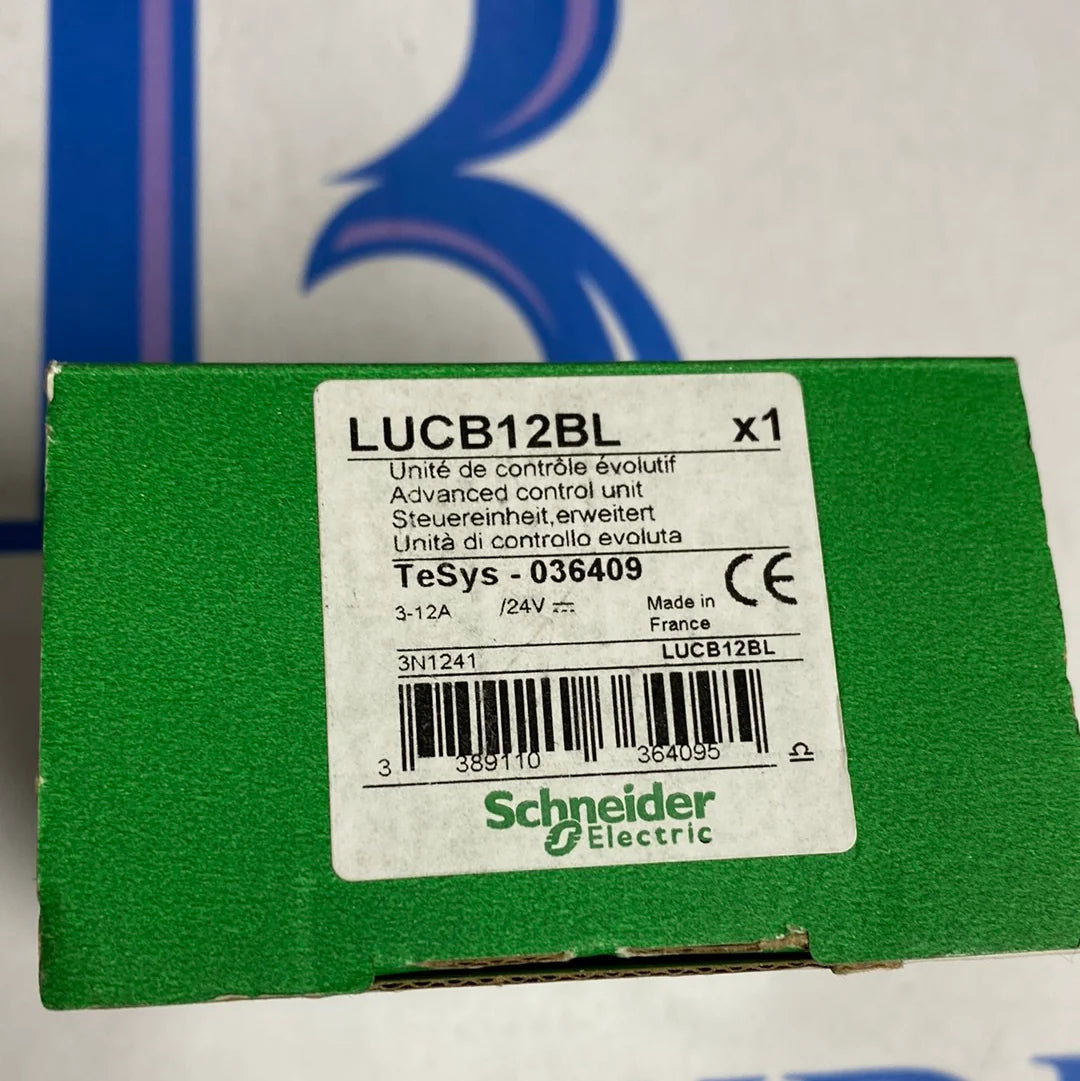 LUCB12BL x1
Unité de contrôle évolutif
Advanced control unit
Steuereinheit,erweitert
Unità di controllo evoluta
TeSys - 036409 CE
3-12A /24V Made in
France
3N1241 LUCB12BL
3 389110 364095
Schneider
Electric